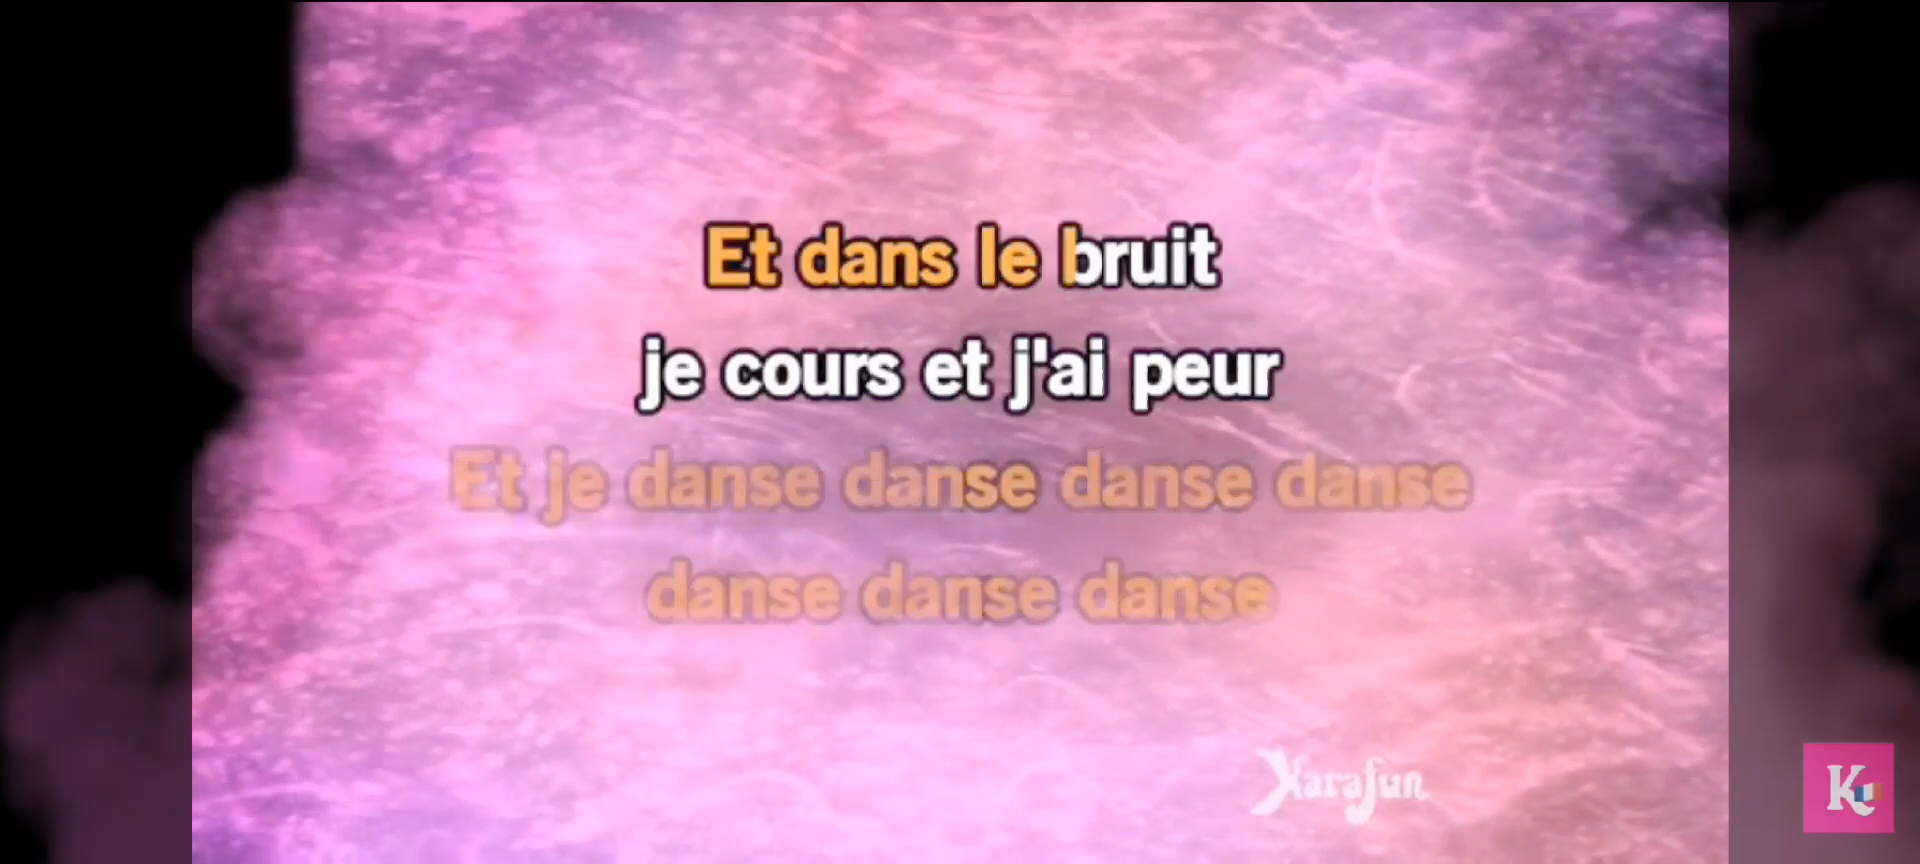 Et dans le bruit
je cours et j'ai peur
Et je danse danse danse danse
danse danse danse
Karafun
K